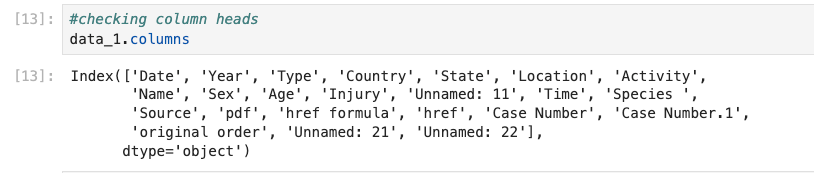 [13]: #checking column heads
data_1.columns
[13]: Index(['Date', 'Year', 'Type', 'Country', 'State', 'Location', 'Activity',
'Name', 'Sex', 'Age', 'Injury', 'Unnamed: 11', 'Time', 'Species ',
'Source', 'pdf', 'href formula', 'href', 'Case Number', 'Case Number.1',
'original order', 'Unnamed: 21', 'Unnamed: 22'],
dtype='object')